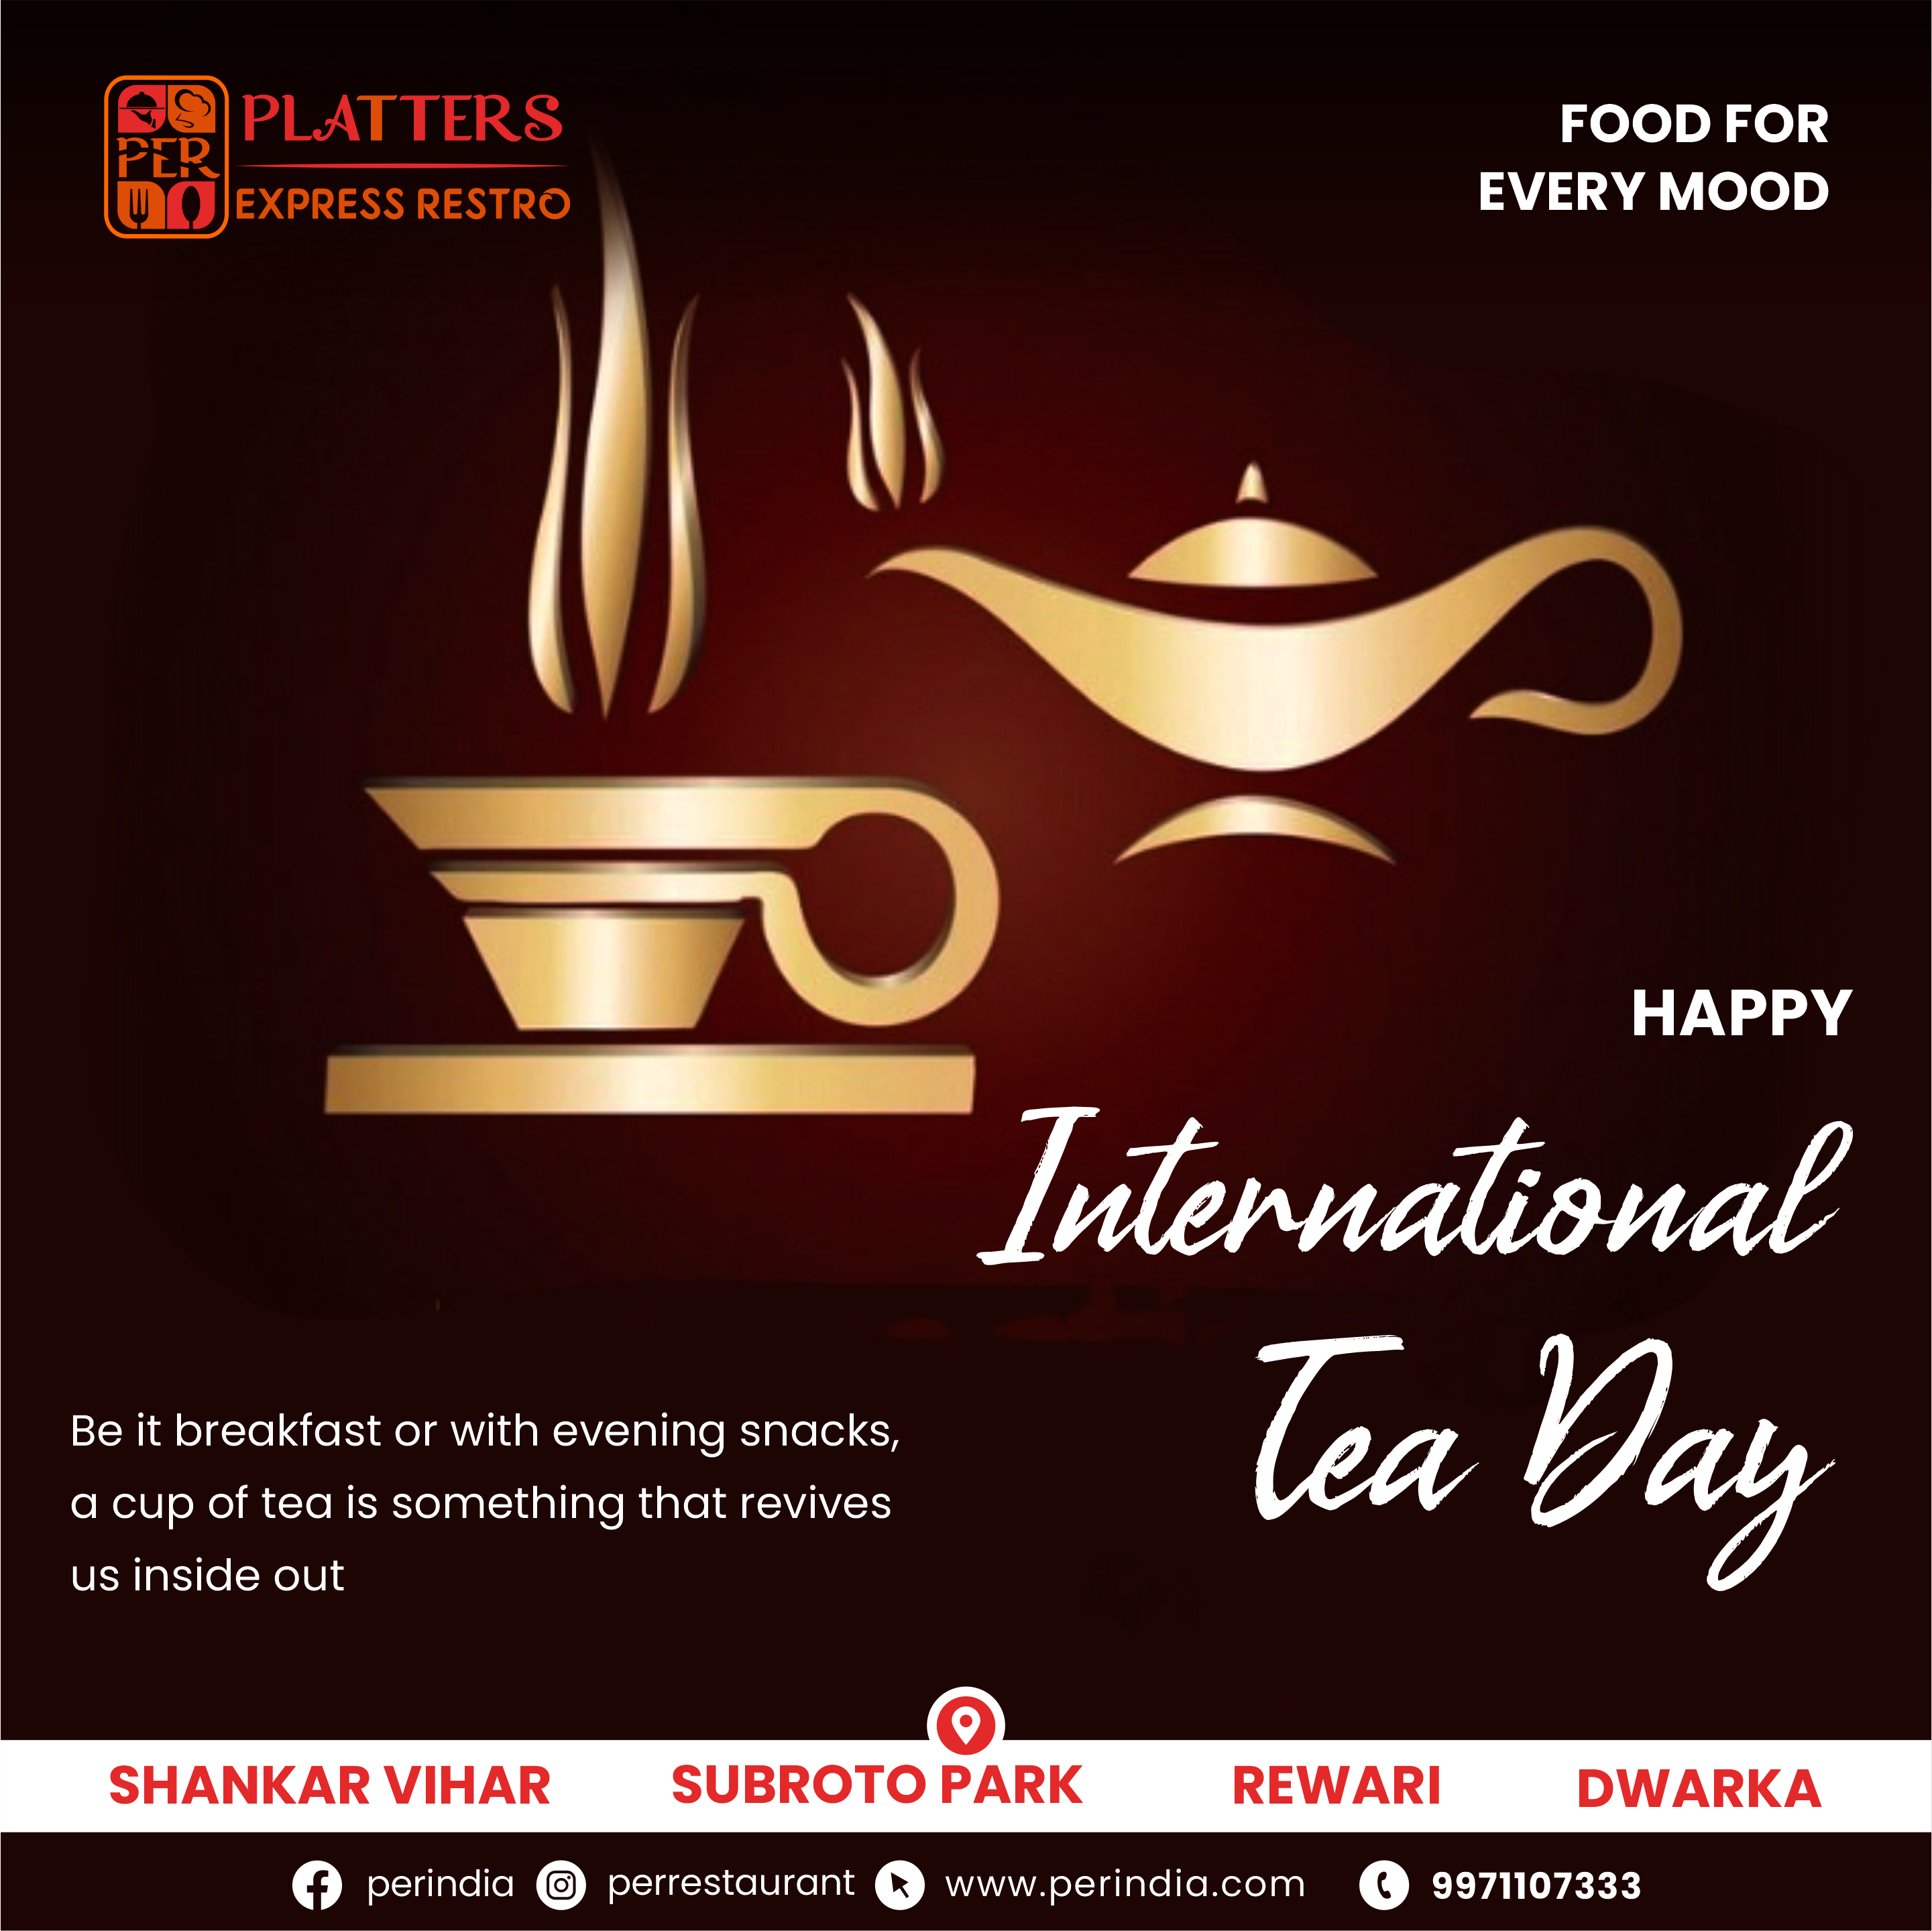 PER
PLATTERS
EXPRESS RESTRO
FOOD FOR
EVERY MOOD
HAPPY
International
Tea Day
Be it breakfast or with evening snacks,
a cup of tea is something that revives
us inside out
SHANKAR VIHAR SUBROTO PARK REWARI DWARKA
perindia perrestaurant www.perindia.com 9971107333